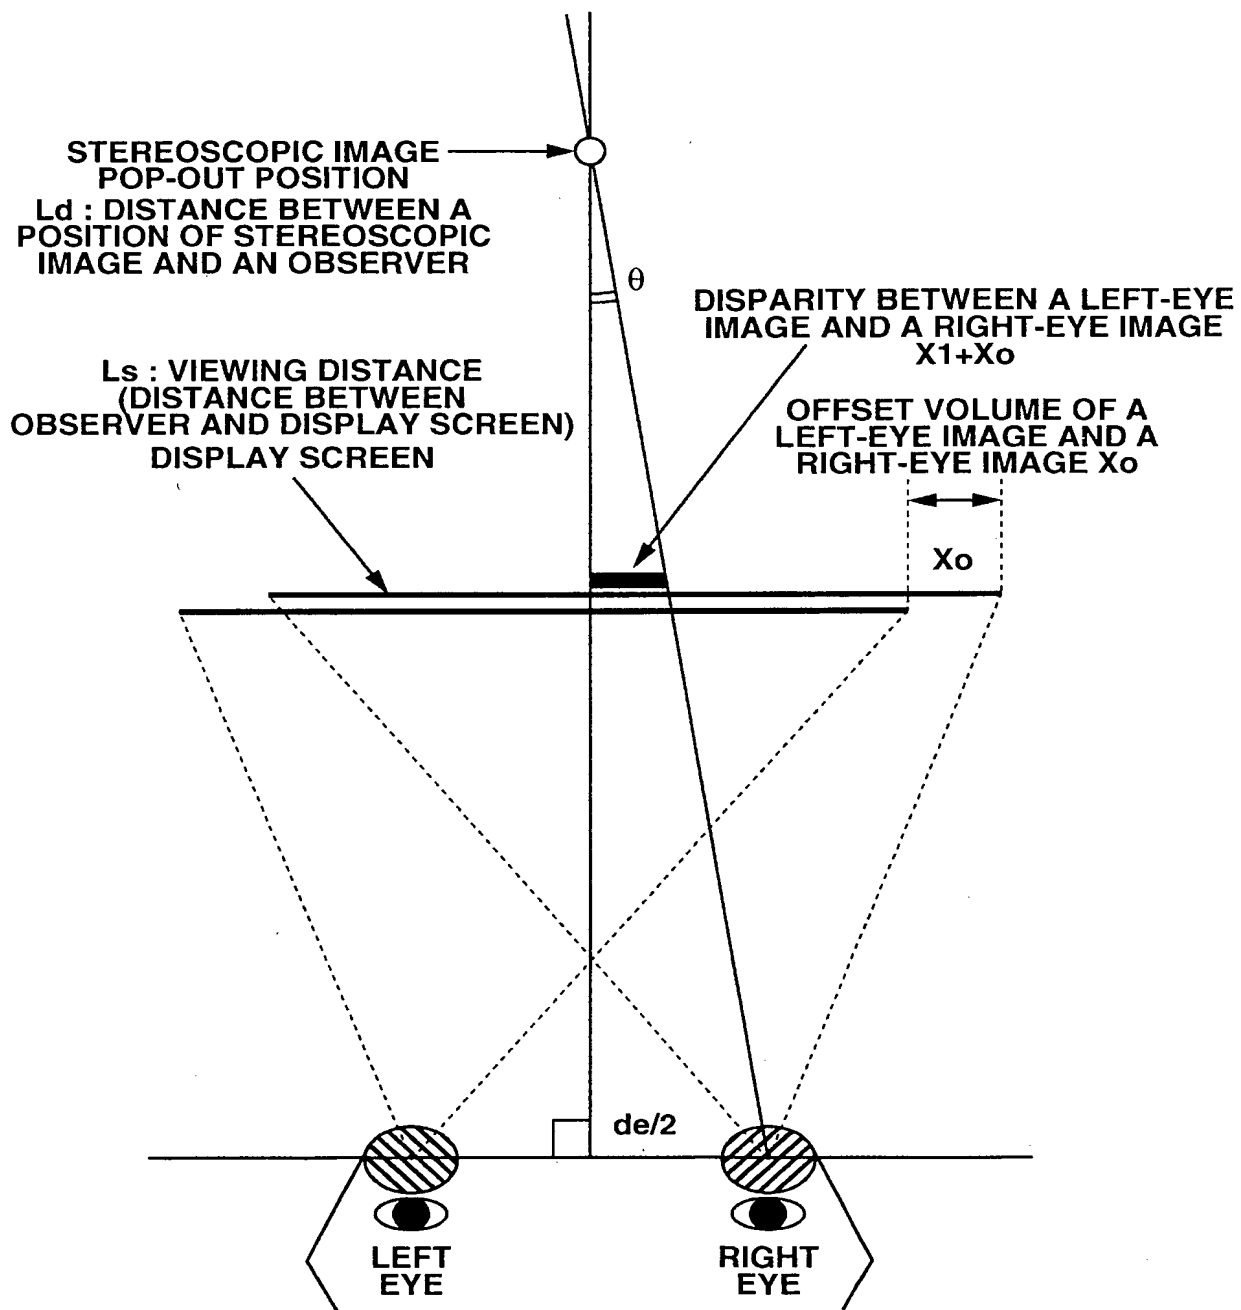 STEREOSCOPIC IMAGE
POP-OUT POSITION
Ld : DISTANCE BETWEEN A
POSITION OF STEREOSCOPIC
IMAGE AND AN OBSERVER
θ
DISPARITY BETWEEN A LEFT-EYE
IMAGE AND A RIGHT-EYE IMAGE
X1+Xo
Ls : VIEWING DISTANCE
(DISTANCE BETWEEN
OBSERVER AND DISPLAY SCREEN)
DISPLAY SCREEN
OFFSET VOLUME OF A
LEFT-EYE IMAGE AND A
RIGHT-EYE IMAGE Xo
Xo
de/2
LEFT
EYE
RIGHT
EYE